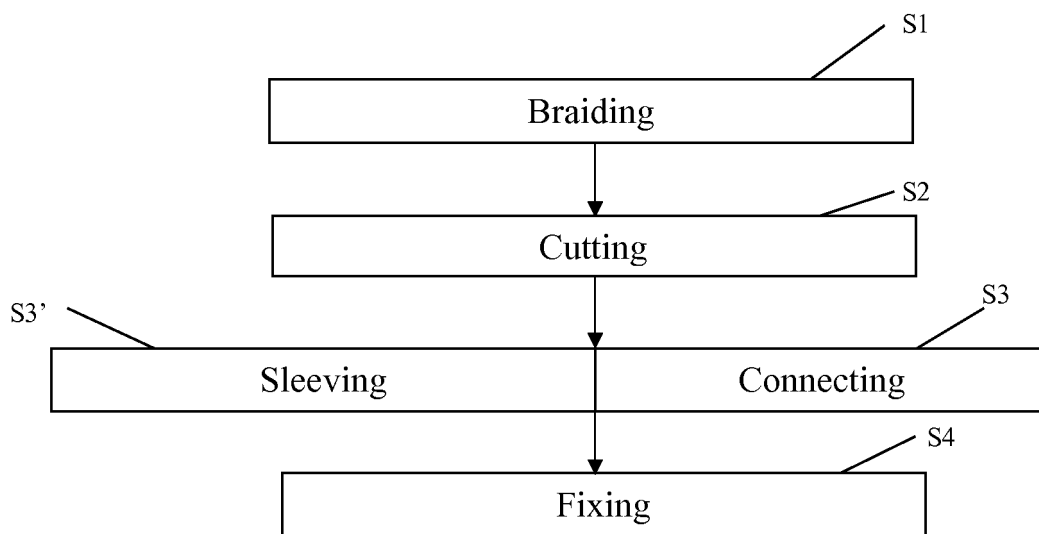 S1
Braiding
S2
Cutting
S3’
S3
Sleeving
Connecting
S4
Fixing